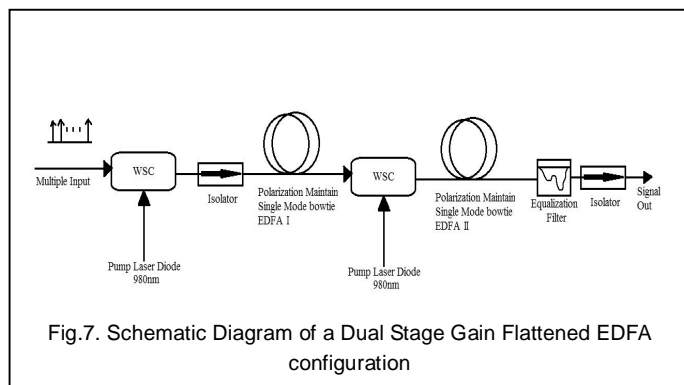 Multiple Input
WSC
Pump Laser Diode
980nm
Isolator
Polarization Maintain
Single Mode bowtie
EDFA I
WSC
Pump Laser Diode
980nm
Polarization Maintain
Single Mode bowtie
EDFA II
Equalization
Filter
Isolator
Signal
Out
Fig.7. Schematic Diagram of a Dual Stage Gain Flattened EDFA
configuration